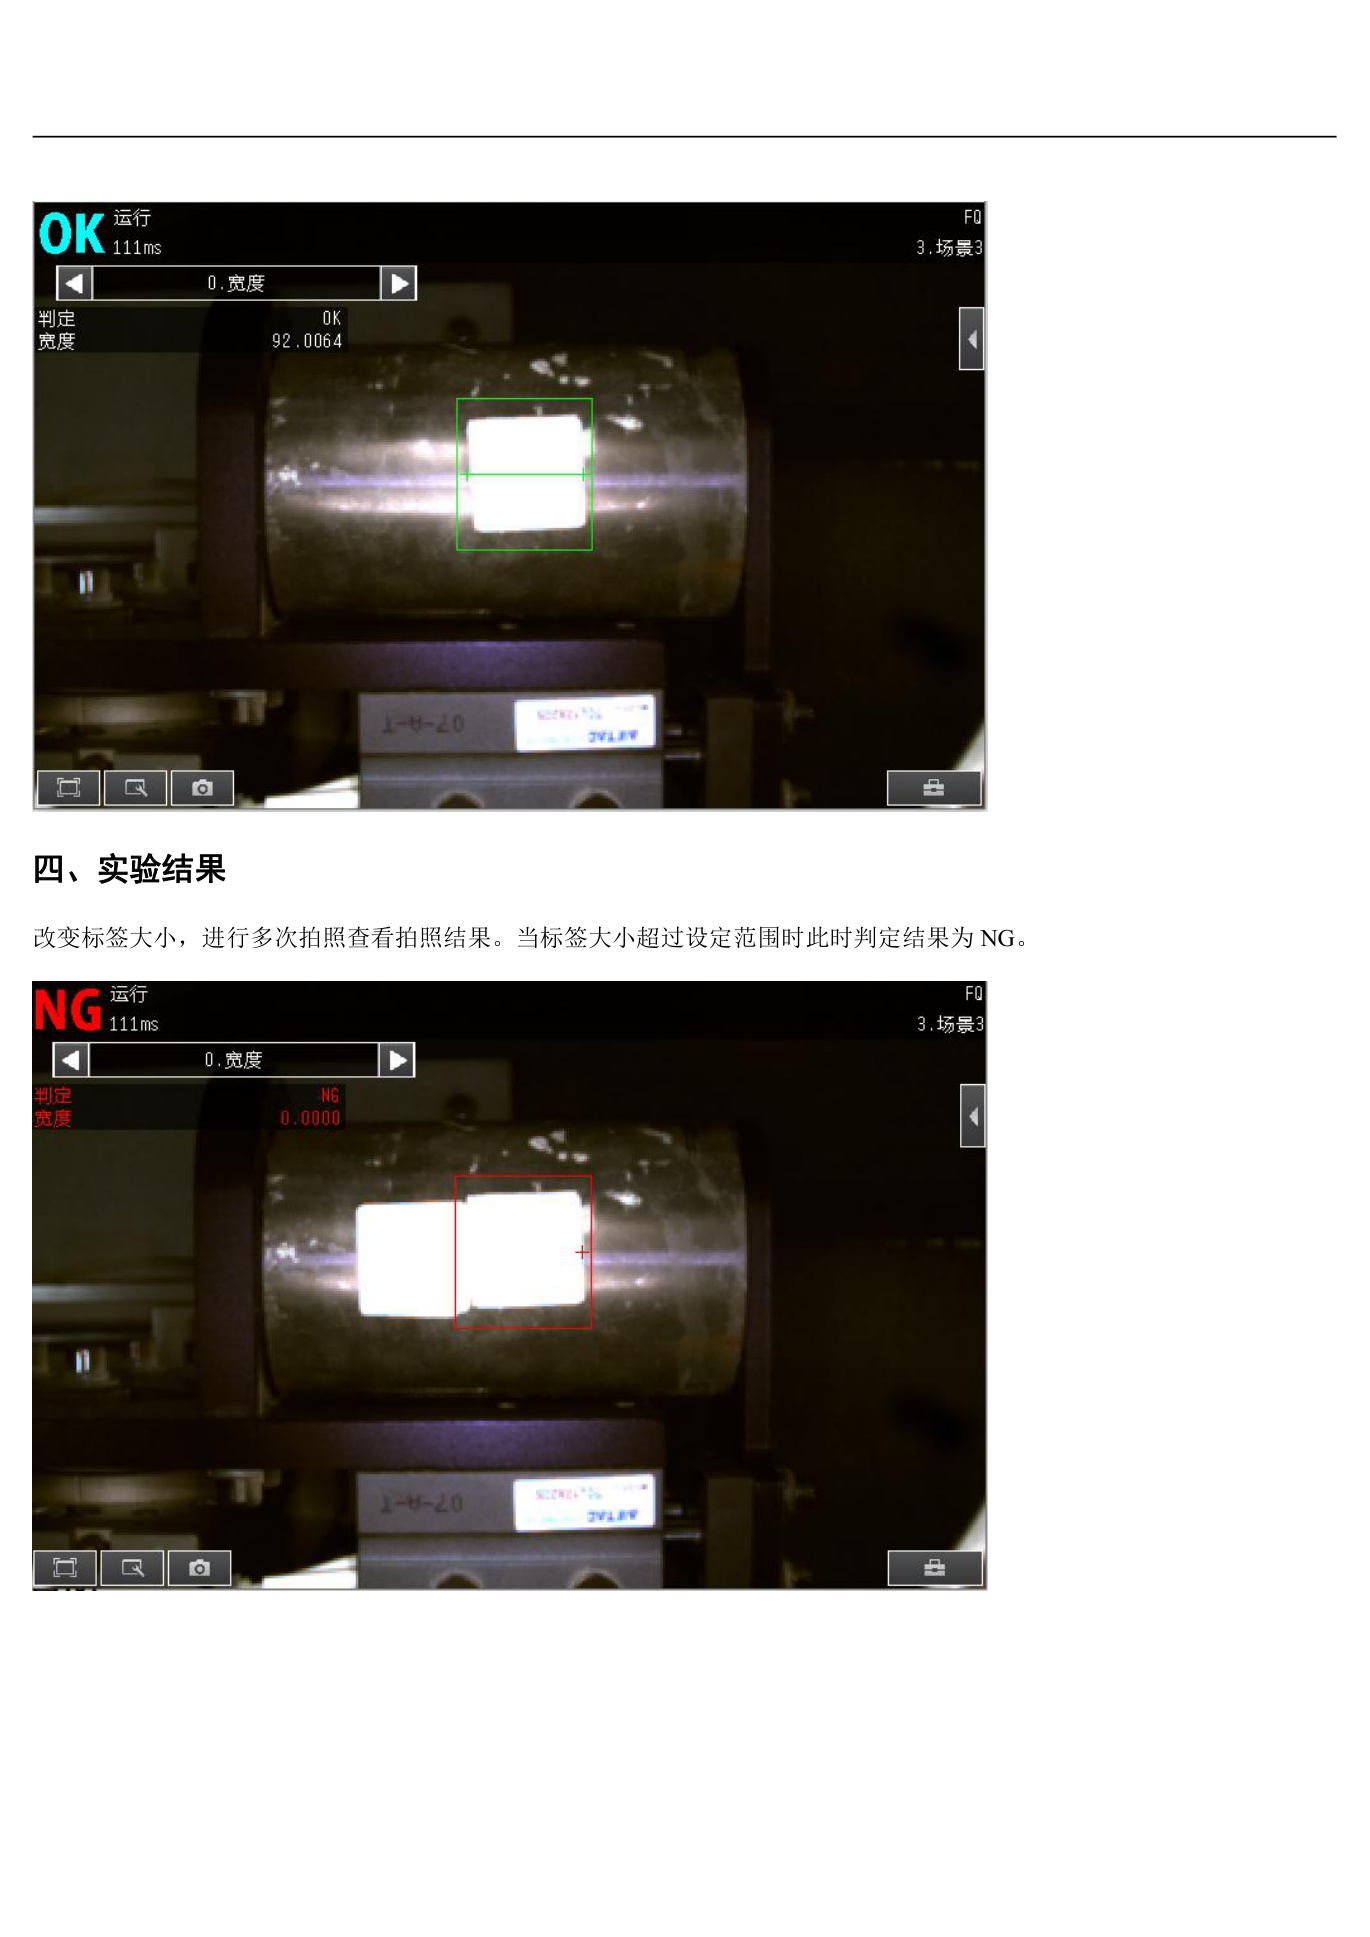 OK 运行 FQ
111ms 3.场景3
0.宽度
判定 OK
宽度 92.0064
四、实验结果
改变标签大小，进行多次拍照查看拍照结果。当标签大小超过设定范围时此时判定结果为 NG。
NG 运行 FQ
111ms 3.场景3
0.宽度
判定 NG
宽度 0.0000